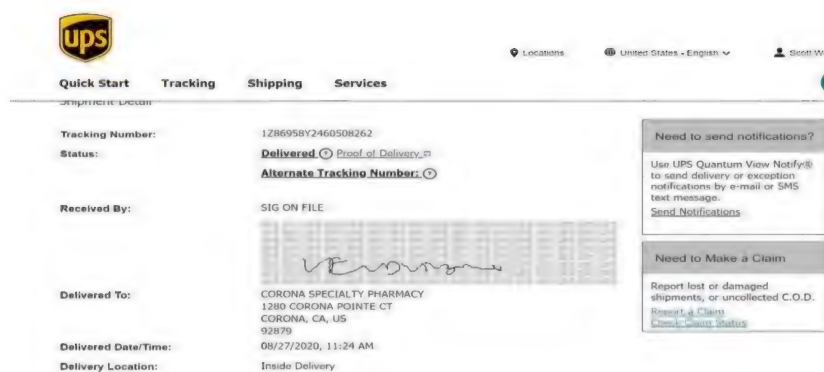 ups
Locations
United States - English
Quick Start Tracking Shipping Services
Shipment Detail
Tracking Number: 1Z86958Y2460508262
Status: Delivered Proof of Delivery
Alternate Tracking Number:
Received By: SIG ON FILE
Delivered To: CORONA SPECIALTY PHARMACY
1280 CORONA POINTE CT
CORONA, CA, US
92879
Delivered Date/Time: 08/27/2020, 11:24 AM
Delivery Location: Inside Delivery
Need to send notifications?
Use UPS Quantum View Notify®
to send delivery or exception
notifications by e-mail or SMS
text message.
Send Notifications
Need to Make a Claim
Report lost or damaged
shipments, or uncollected C.O.D.
Report a Claim
Check Claim Status